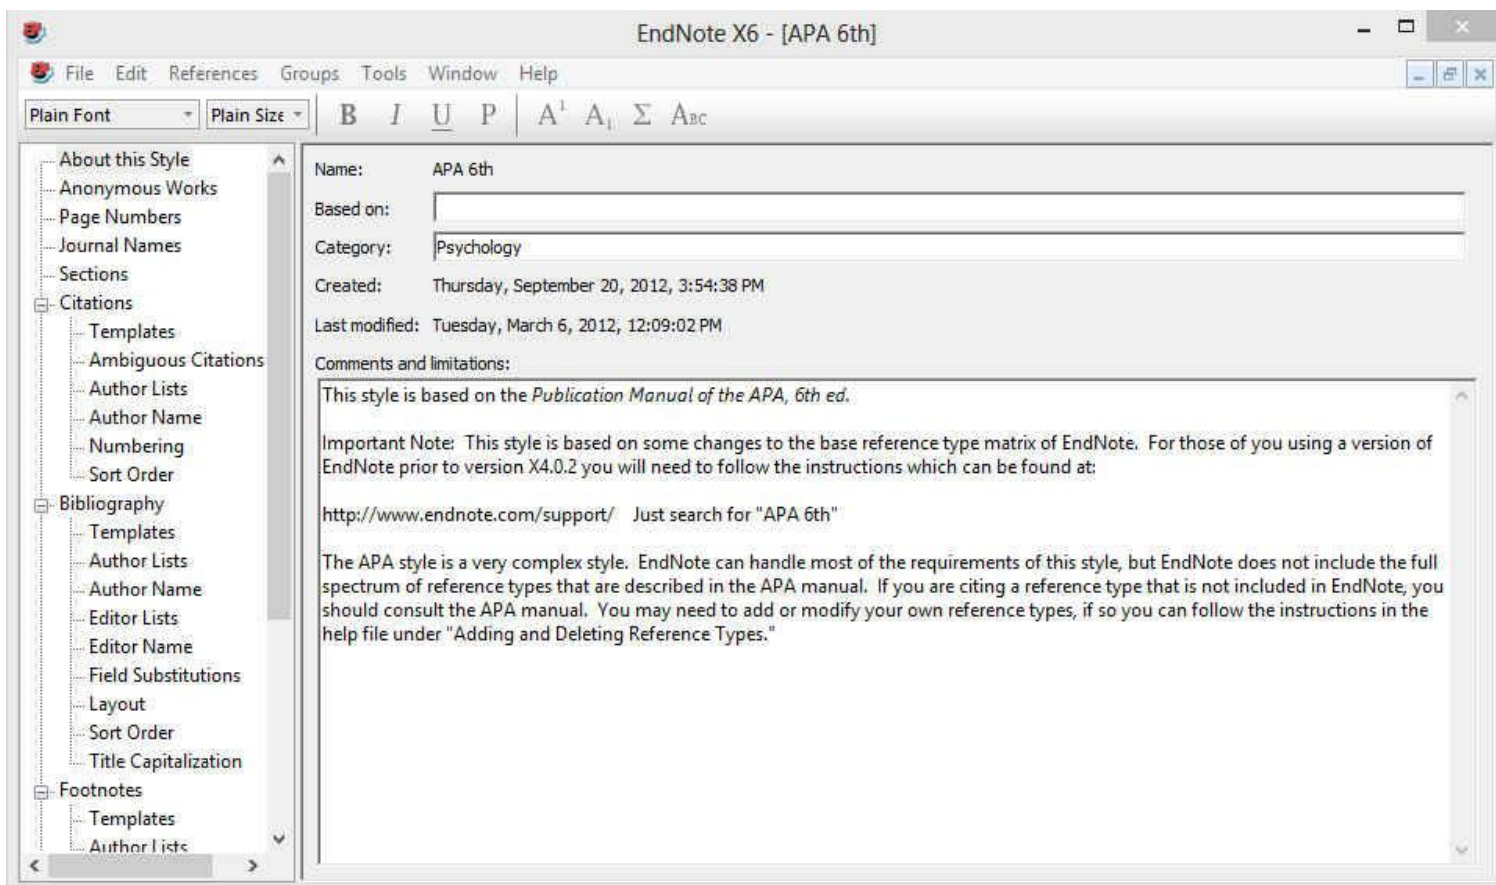 EndNote X6 - [APA 6th]
File Edit References Groups Tools Window Help
Plain Font Plain Size B I U P A¹ A₁ Σ ABC
About this Style
Anonymous Works
Page Numbers
Journal Names
Sections
Citations
Templates
Ambiguous Citations
Author Lists
Author Name
Numbering
Sort Order
Bibliography
Templates
Author Lists
Author Name
Editor Lists
Editor Name
Field Substitutions
Layout
Sort Order
Title Capitalization
Footnotes
Templates
Author Lists
Name: APA 6th
Based on:
Category: Psychology
Created: Thursday, September 20, 2012, 3:54:38 PM
Last modified: Tuesday, March 6, 2012, 12:09:02 PM
Comments and limitations:
This style is based on the Publication Manual of the APA, 6th ed.
Important Note: This style is based on some changes to the base reference type matrix of EndNote. For those of you using a version of
EndNote prior to version X4.0.2 you will need to follow the instructions which can be found at:
http://www.endnote.com/support/ Just search for "APA 6th"
The APA style is a very complex style. EndNote can handle most of the requirements of this style, but EndNote does not include the full
spectrum of reference types that are described in the APA manual. If you are citing a reference type that is not included in EndNote, you
should consult the APA manual. You may need to add or modify your own reference types, if so you can follow the instructions in the
help file under "Adding and Deleting Reference Types."